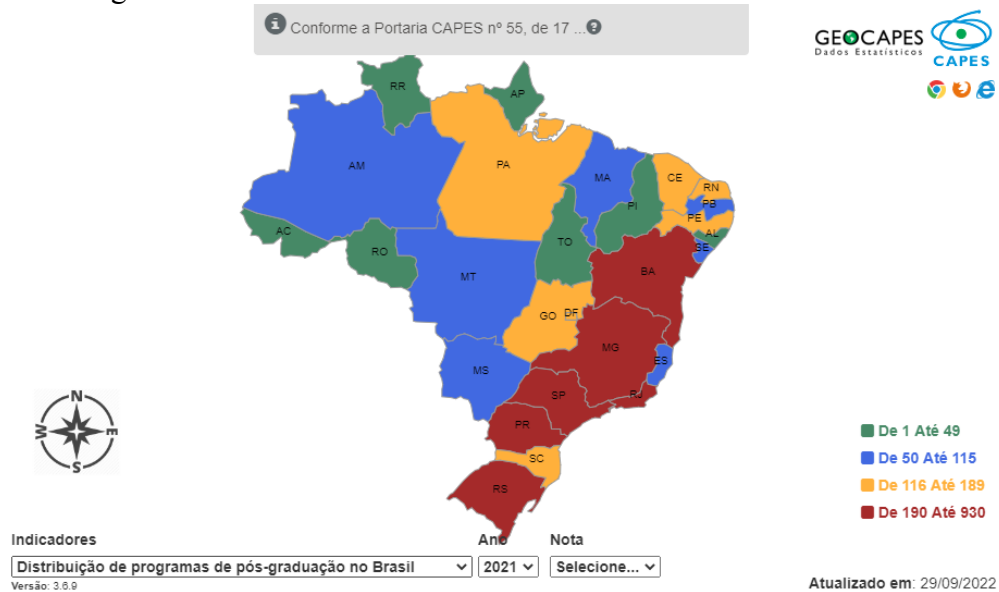 Conforme a Portaria CAPES nº 55, de 17 ...
GEOCAPES
Dados Estatísticos
CAPES
RR
AP
AM
PA
MA
CE
RN
PB
PI
PE
AC
AL
TO
SE
RO
BA
MT
GO
DF
MG
ES
MS
SP
RJ
PR
SC
RS
N
W
E
S
De 1 Até 49
De 50 Até 115
De 116 Até 189
De 190 Até 930
Indicadores
Ano
Nota
Distribuição de programas de pós-graduação no Brasil
2021
Selecione...
Versão: 3.6.9
Atualizado em: 29/09/2022